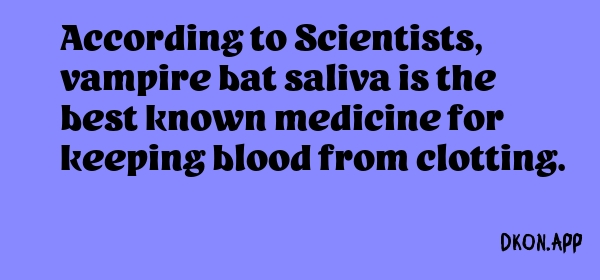 According to Scientists,
vampire bat saliva is the
best known medicine for
keeping blood from clotting.
DKON.APP